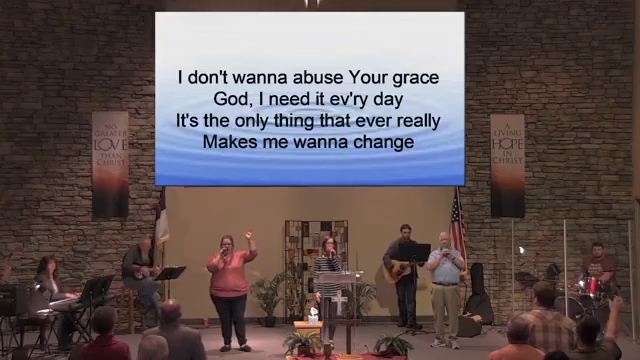 I don't wanna abuse Your grace
God, I need it ev'ry day
It's the only thing that ever really
Makes me wanna change
NO
GREATER
LOVE
THAN
CHRIST
A
LIVING
HOPE
IN
CHRIST